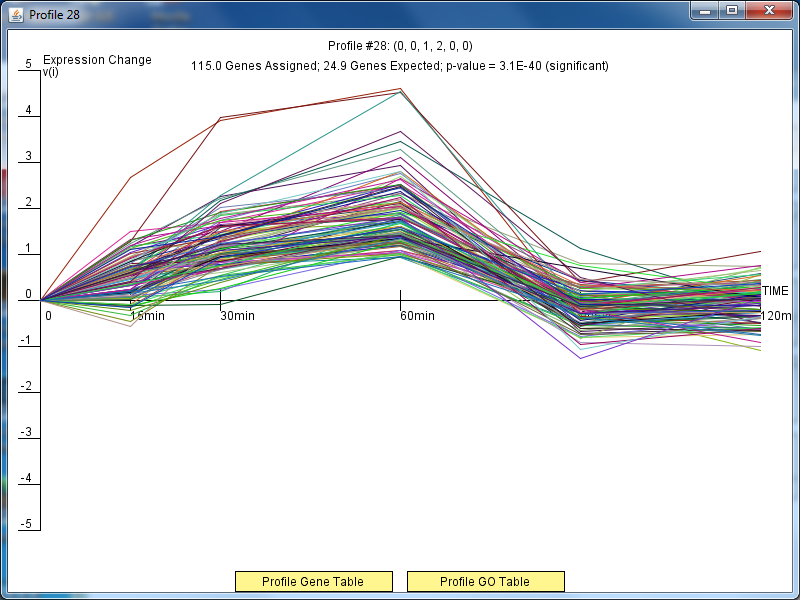 Profile 28
Profile #28: (0, 0, 1, 2, 0, 0)
115.0 Genes Assigned; 24.9 Genes Expected; p-value = 3.1E-40 (significant)
Expression Change
v(i)
5
4
3
2
1
0
-1
-2
-3
-4
-5
TIME
0 15min 30min 60min 120m
Profile Gene Table Profile GO Table